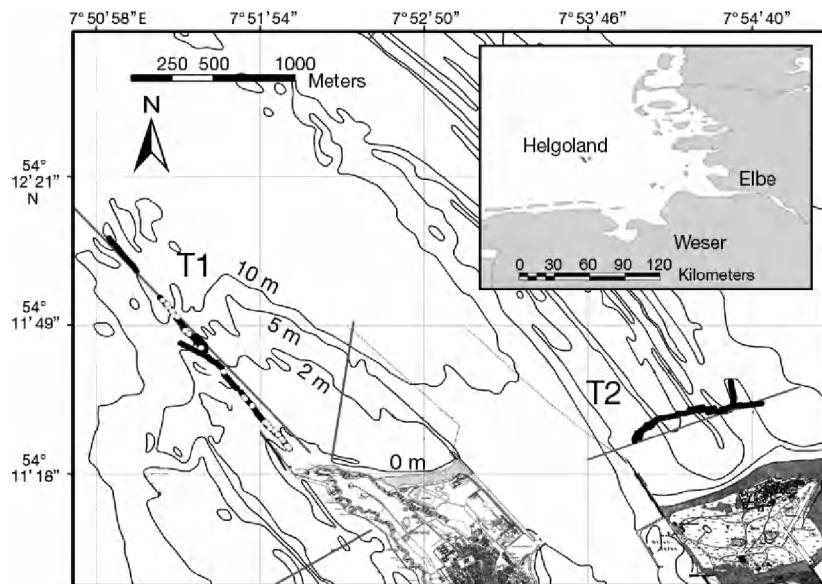 7°50'58"E 7°51'54" 7°52'50" 7°53'46" 7°54'40"
250 500 1000
Meters
N
54°
12'21"
N
54°
11'49"
54°
11'18"
T1
10 m
5 m
2 m
0 m
T2
Helgoland
Elbe
Weser
0 30 60 90 120
Kilometers